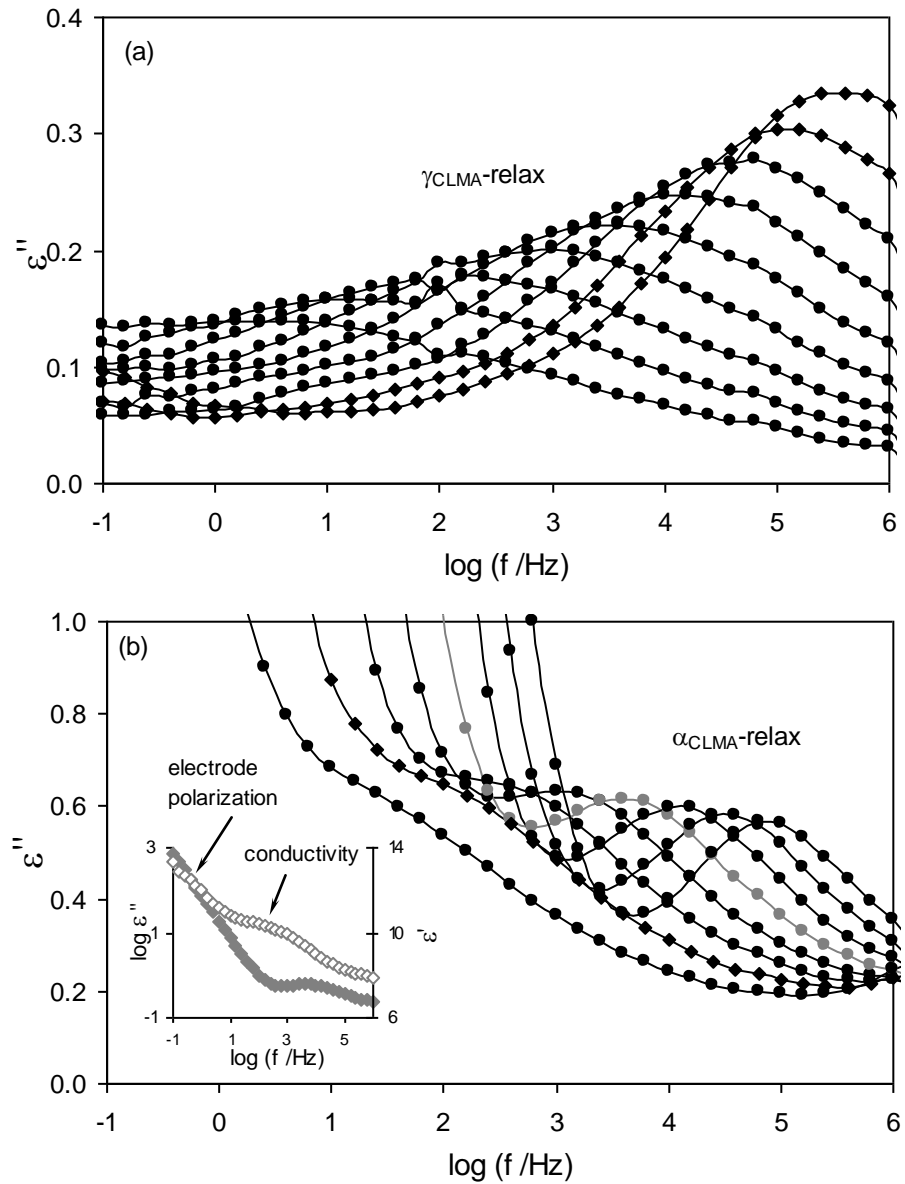 (a)
0.4
0.3
0.2
0.1
0.0
ε''
γCLMA-relax
-1 0 1 2 3 4 5 6
log (f /Hz)
(b)
1.0
0.8
0.6
0.4
0.2
0.0
ε''
αCLMA-relax
electrode
polarization
conductivity
3
1
-1
log ε''
14
10
6
ε'
-1 1 3 5
log (f /Hz)
-1 0 1 2 3 4 5 6
log (f /Hz)